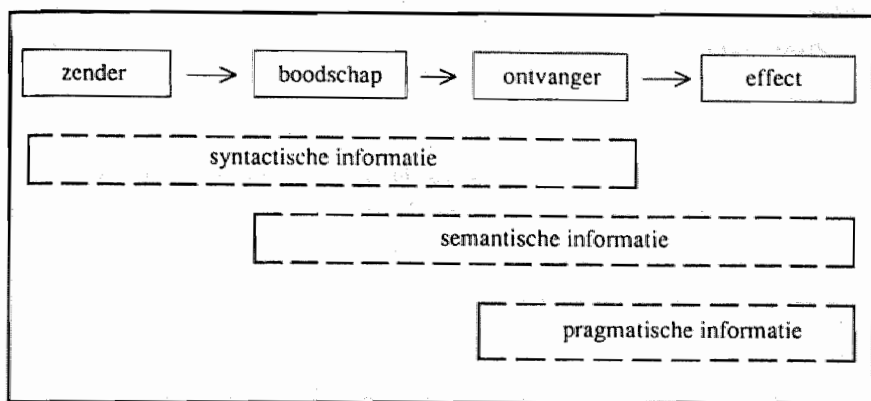 zender → boodschap → ontvanger → effect
syntactische informatie
semantische informatie
pragmatische informatie